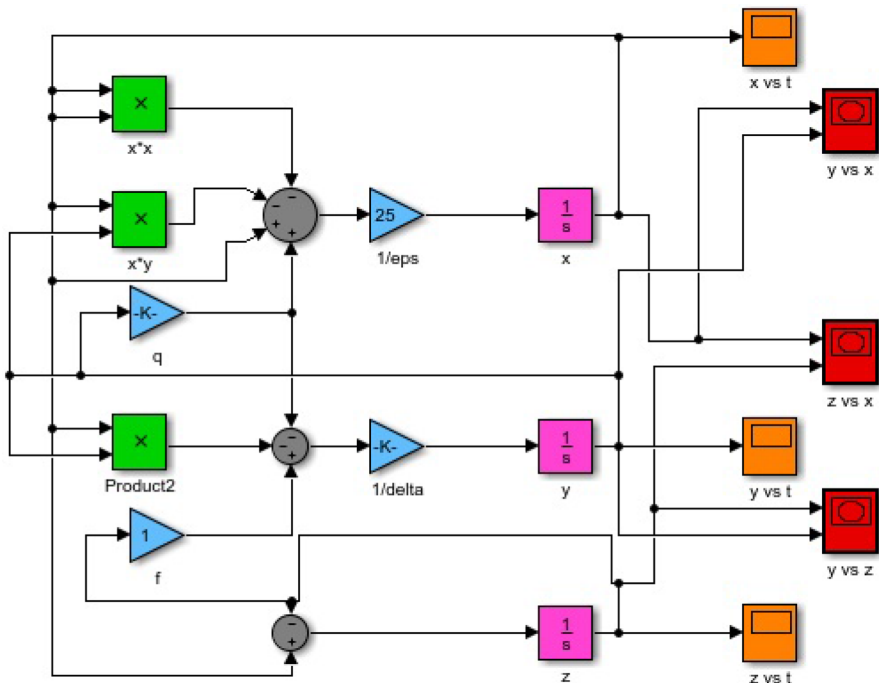 x vs t
×
x*x
y vs x
×
x*y
25
1/eps
1
s
x
-K-
q
z vs x
×
Product2
-K-
1/delta
1
s
y
y vs t
1
f
y vs z
1
s
z
z vs t